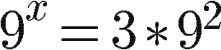 9^x = 3 * 9^2